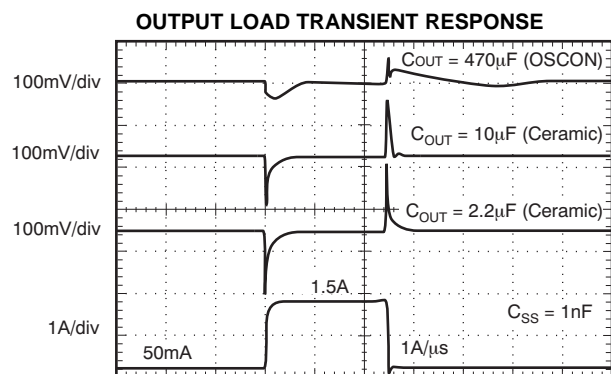 OUTPUT LOAD TRANSIENT RESPONSE
100mV/div
COUT = 470μF (OSCON)
100mV/div
COUT = 10μF (Ceramic)
100mV/div
COUT = 2.2μF (Ceramic)
1.5A
1A/div
CSS = 1nF
50mA
1A/μs